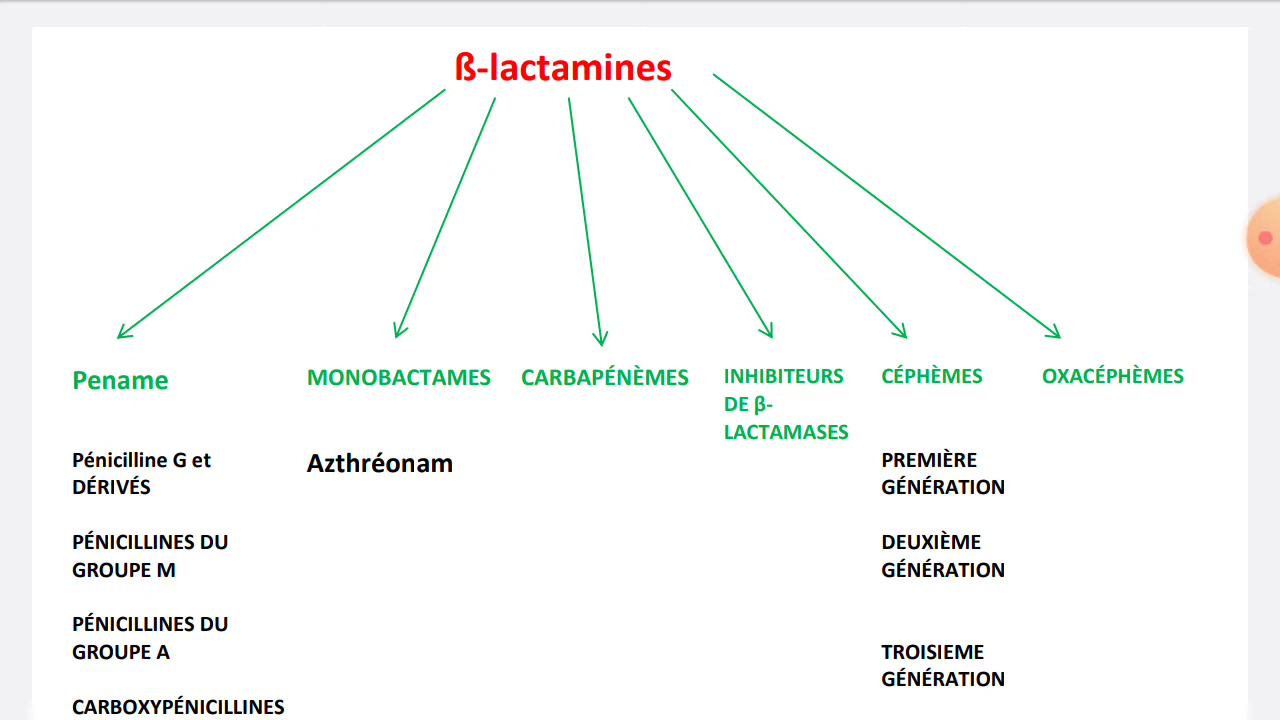 ß-lactamines
Pename
MONOBACTAMES
CARBAPÉNÈMES
INHIBITEURS
DE β-
LACTAMASES
CÉPHÈMES
OXACÉPHÈMES
Pénicilline G et
DÉRIVÉS
Azthréonam
PREMIÈRE
GÉNÉRATION
PÉNICILLINES DU
GROUPE M
DEUXIÈME
GÉNÉRATION
PÉNICILLINES DU
GROUPE A
TROISIEME
GÉNÉRATION
CARBOXYPÉNICILLINES